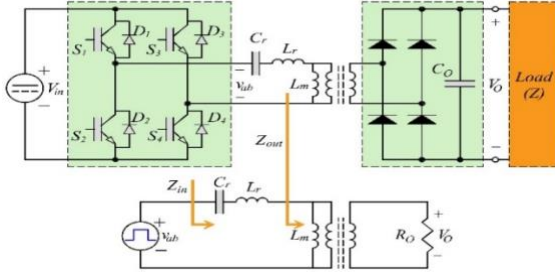 S1
D1
S3
D3
Cr
Lr
+
Vin
−
vab
−
Lm
CO
+
VO
−
Load
(Z)
S2
D2
S4
D4
Zout
Zin
Cr
Lr
+
vab
−
Lm
RO
+
VO
−